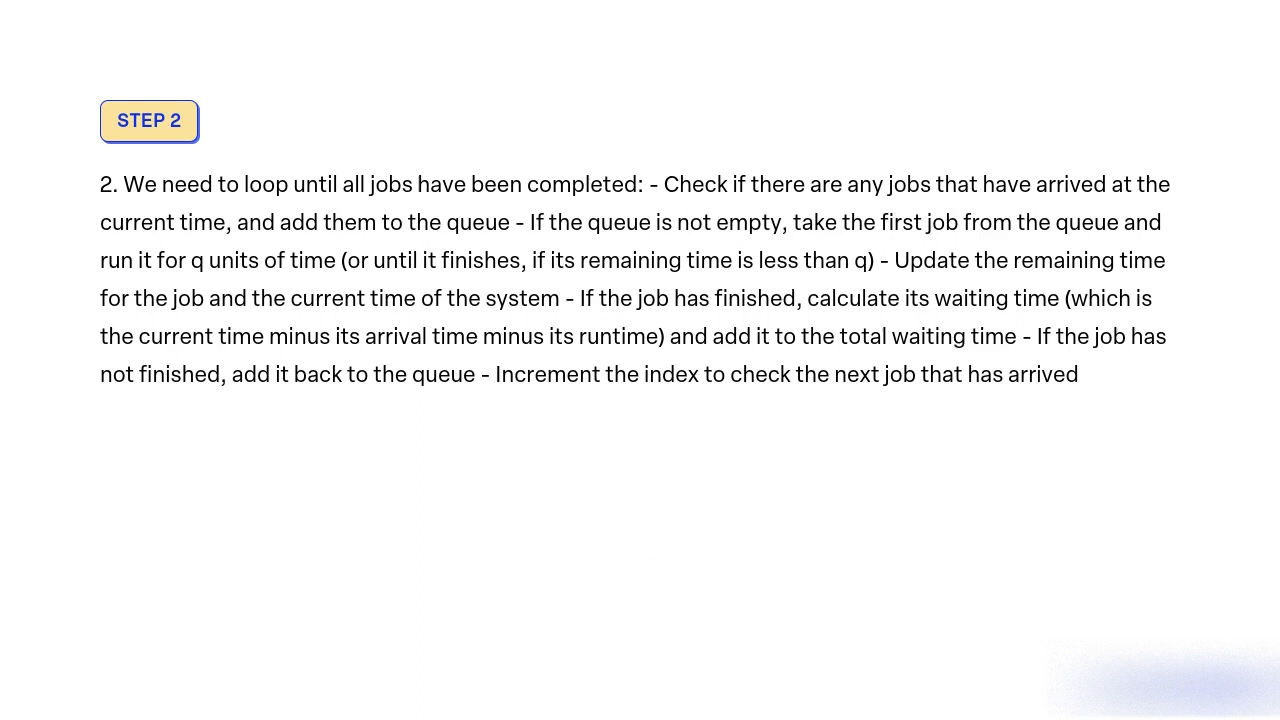 STEP 2
2. We need to loop until all jobs have been completed: - Check if there are any jobs that have arrived at the
current time, and add them to the queue - If the queue is not empty, take the first job from the queue and
run it for q units of time (or until it finishes, if its remaining time is less than q) - Update the remaining time
for the job and the current time of the system - If the job has finished, calculate its waiting time (which is
the current time minus its arrival time minus its runtime) and add it to the total waiting time - If the job has
not finished, add it back to the queue - Increment the index to check the next job that has arrived